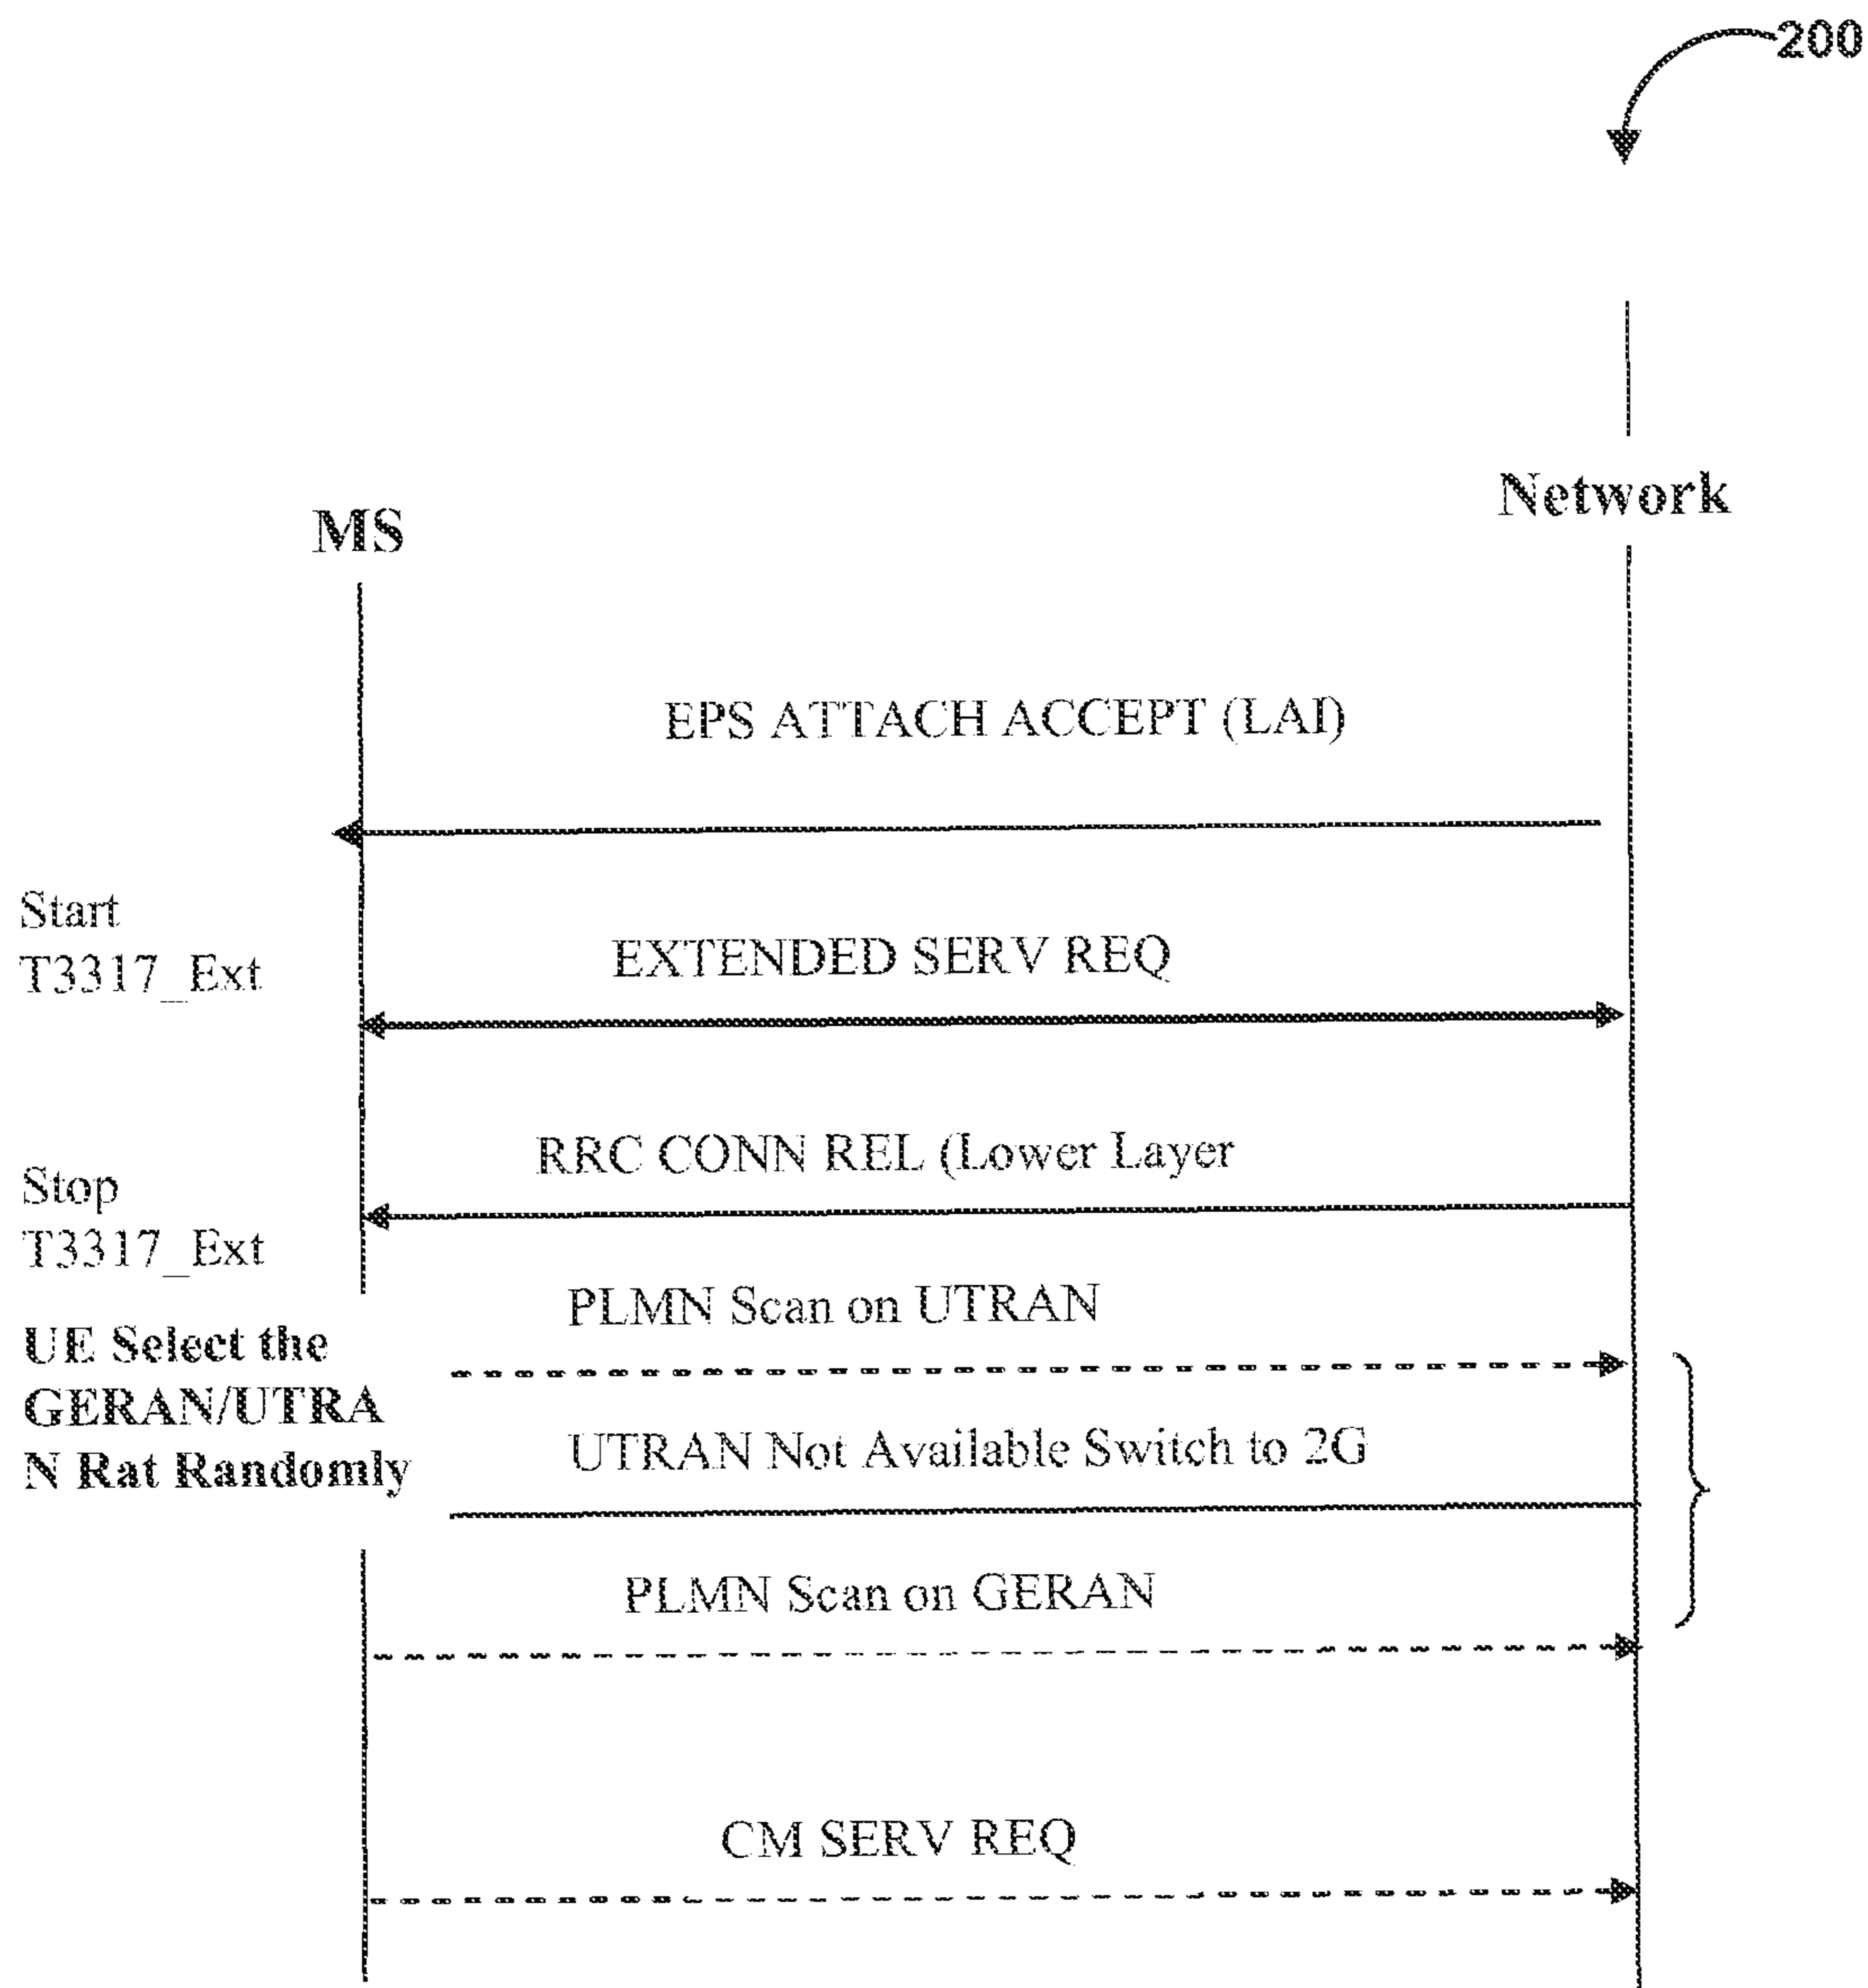 200
Network
MS
EPS ATTACH ACCEPT (LAI)
Start
T3317_Ext
EXTENDED SERV REQ
RRC CONN REL (Lower Layer
Stop
T3317_Ext
PLMN Scan on UTRAN
UE Select the
GERAN/UTRA
N Rat Randomly
UTRAN Not Available Switch to 2G
PLMN Scan on GERAN
CM SERV REQ